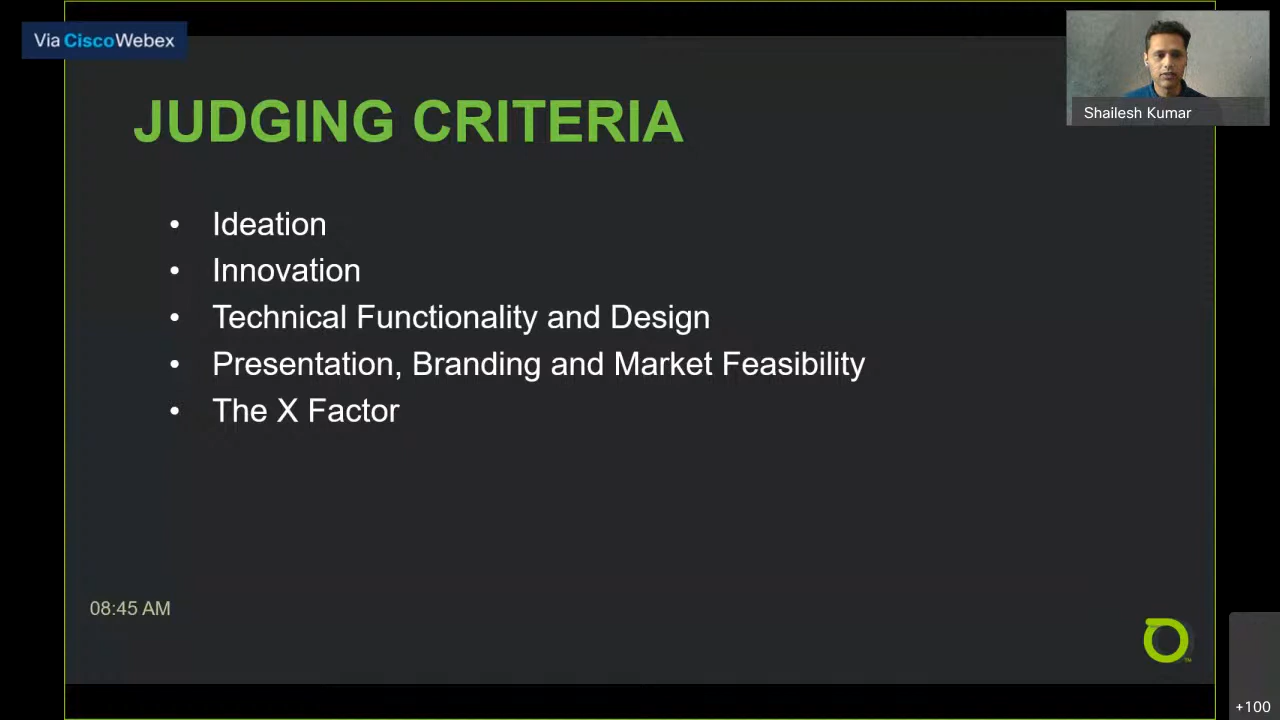 Via CiscoWebex
Shailesh Kumar
JUDGING CRITERIA
• Ideation
• Innovation
• Technical Functionality and Design
• Presentation, Branding and Market Feasibility
• The X Factor
08:45 AM
TM
+100